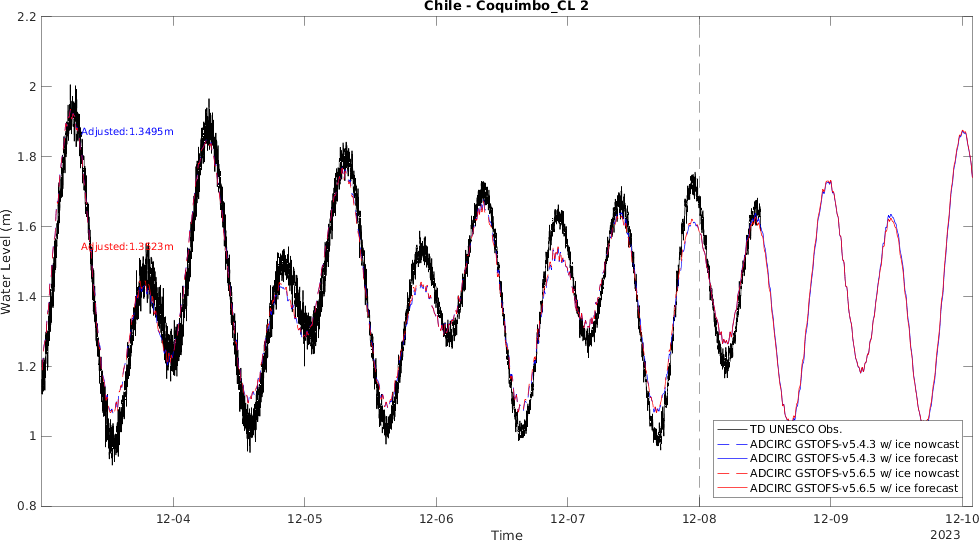 Chile - Coquimbo_CL 2
2.2
2
1.8
1.6
1.4
1.2
1
0.8
Water Level (m)
Adjusted:1.3495m
TD UNESCO Obs.
ADCIRC GSTOFS-v5.4.3 w/ ice nowcast
ADCIRC GSTOFS-v5.4.3 w/ ice forecast
ADCIRC GSTOFS-v5.6.5 w/ ice nowcast
ADCIRC GSTOFS-v5.6.5 w/ ice forecast
12-04
12-05
12-06
12-07
12-08
12-09
12-10
Time
2023